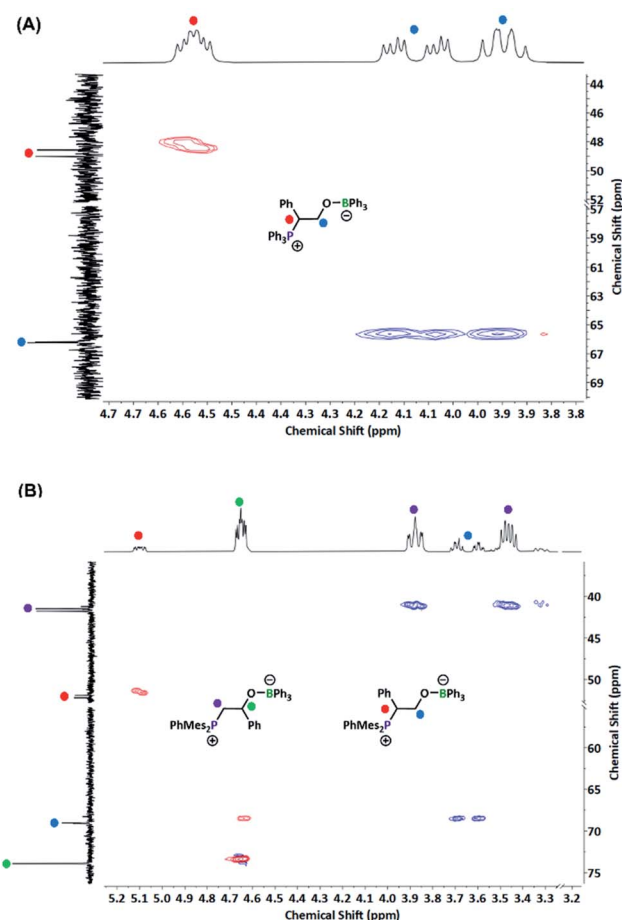 (A)
44
46
48
50
52
57
59
61
63
65
67
69
Chemical Shift (ppm)
Ph
O
BPh3
⊖
Ph3P
⊕
4.7 4.7 4.6 4.5 4.5 4.4 4.3 4.3 4.2 4.1 4.1 4.0 3.9 3.9 3.8
Chemical Shift (ppm)
(B)
40
45
50
60
65
70
75
Chemical Shift (ppm)
⊖
O
BPh3
PhMes2P
Ph
⊕
⊖
Ph
O
BPh3
PhMes2P
⊕
5.2 5.1 5.0 4.9 4.8 4.7 4.6 4.5 4.4 4.3 4.2 4.1 4.0 3.9 3.8 3.7 3.6 3.5 3.4 3.3 3.2
Chemical Shift (ppm)